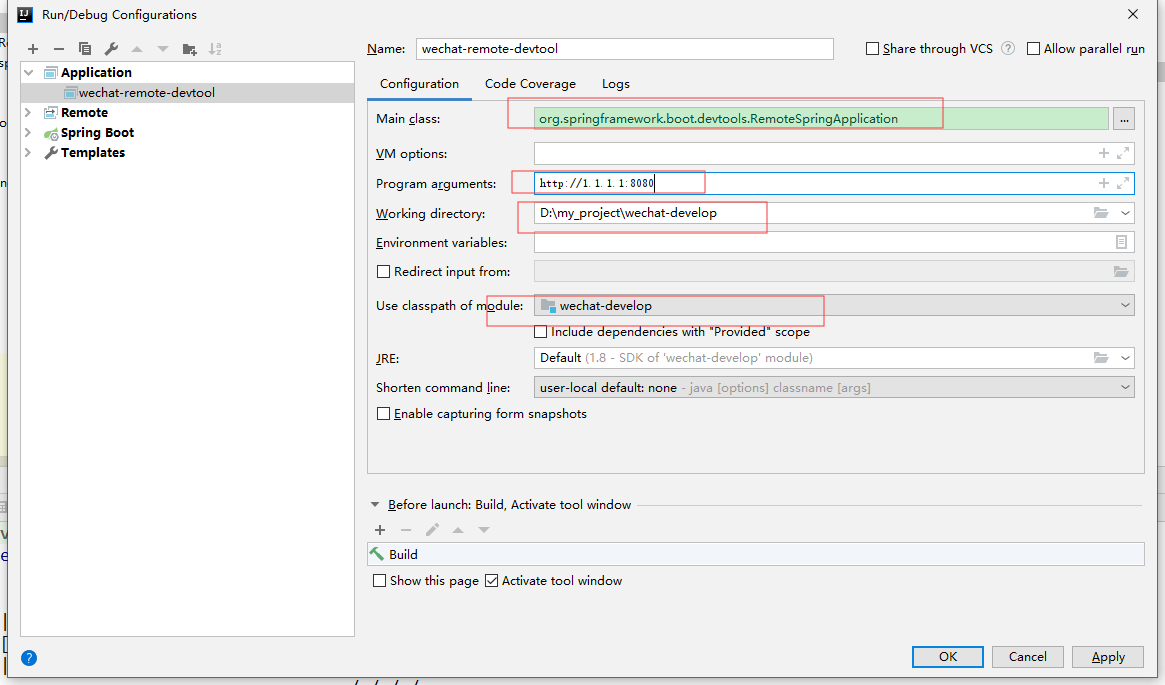 Run/Debug Configurations
Application
wechat-remote-devtool
Remote
Spring Boot
Templates
Name: wechat-remote-devtool Share through VCS ? Allow parallel run
Configuration Code Coverage Logs
Main class: org.springframework.boot.devtools.RemoteSpringApplication ...
VM options:
Program arguments: http://1.1.1.1:8080
Working directory: D:\my_project\wechat-develop
Environment variables:
Redirect input from:
Use classpath of module: wechat-develop
Include dependencies with "Provided" scope
JRE: Default (1.8 - SDK of 'wechat-develop' module)
Shorten command line: user-local default: none - java [options] classname [args]
Enable capturing form snapshots
Before launch: Build, Activate tool window
Build
Show this page Activate tool window
? OK Cancel Apply